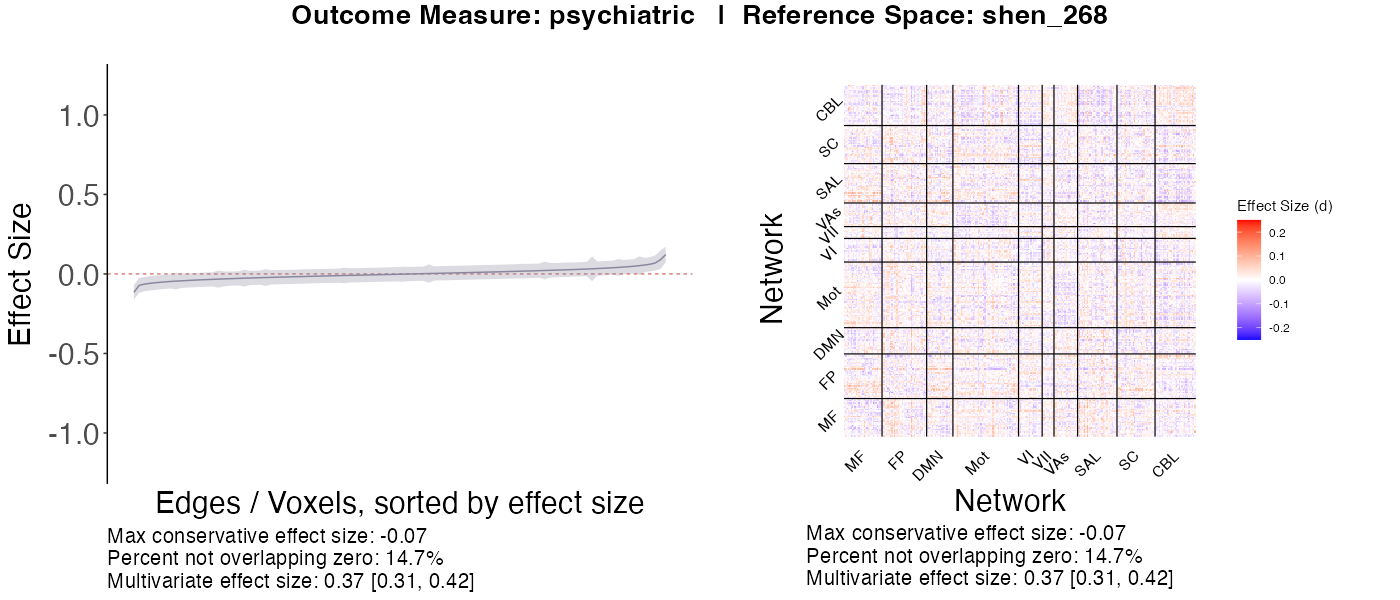 Outcome Measure: psychiatric | Reference Space: shen_268
Effect Size
1.0
0.5
0.0
-0.5
-1.0
Edges / Voxels, sorted by effect size
Max conservative effect size: -0.07
Percent not overlapping zero: 14.7%
Multivariate effect size: 0.37 [0.31, 0.42]
Network
CBL
SC
SAL
VAs
VII
VI
Mot
DMN
FP
MF
MF
FP
DMN
Mot
VI
VII
VAs
SAL
SC
CBL
Network
Max conservative effect size: -0.07
Percent not overlapping zero: 14.7%
Multivariate effect size: 0.37 [0.31, 0.42]
Effect Size (d)
0.2
0.1
0.0
-0.1
-0.2